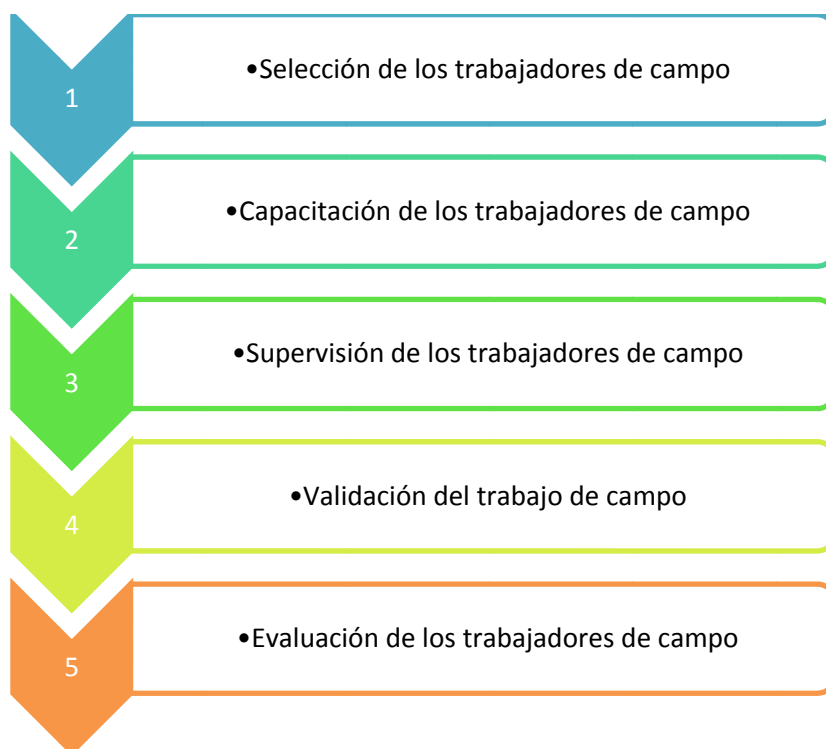 1
•Selección de los trabajadores de campo
2
•Capacitación de los trabajadores de campo
3
•Supervisión de los trabajadores de campo
4
•Validación del trabajo de campo
5
•Evaluación de los trabajadores de campo